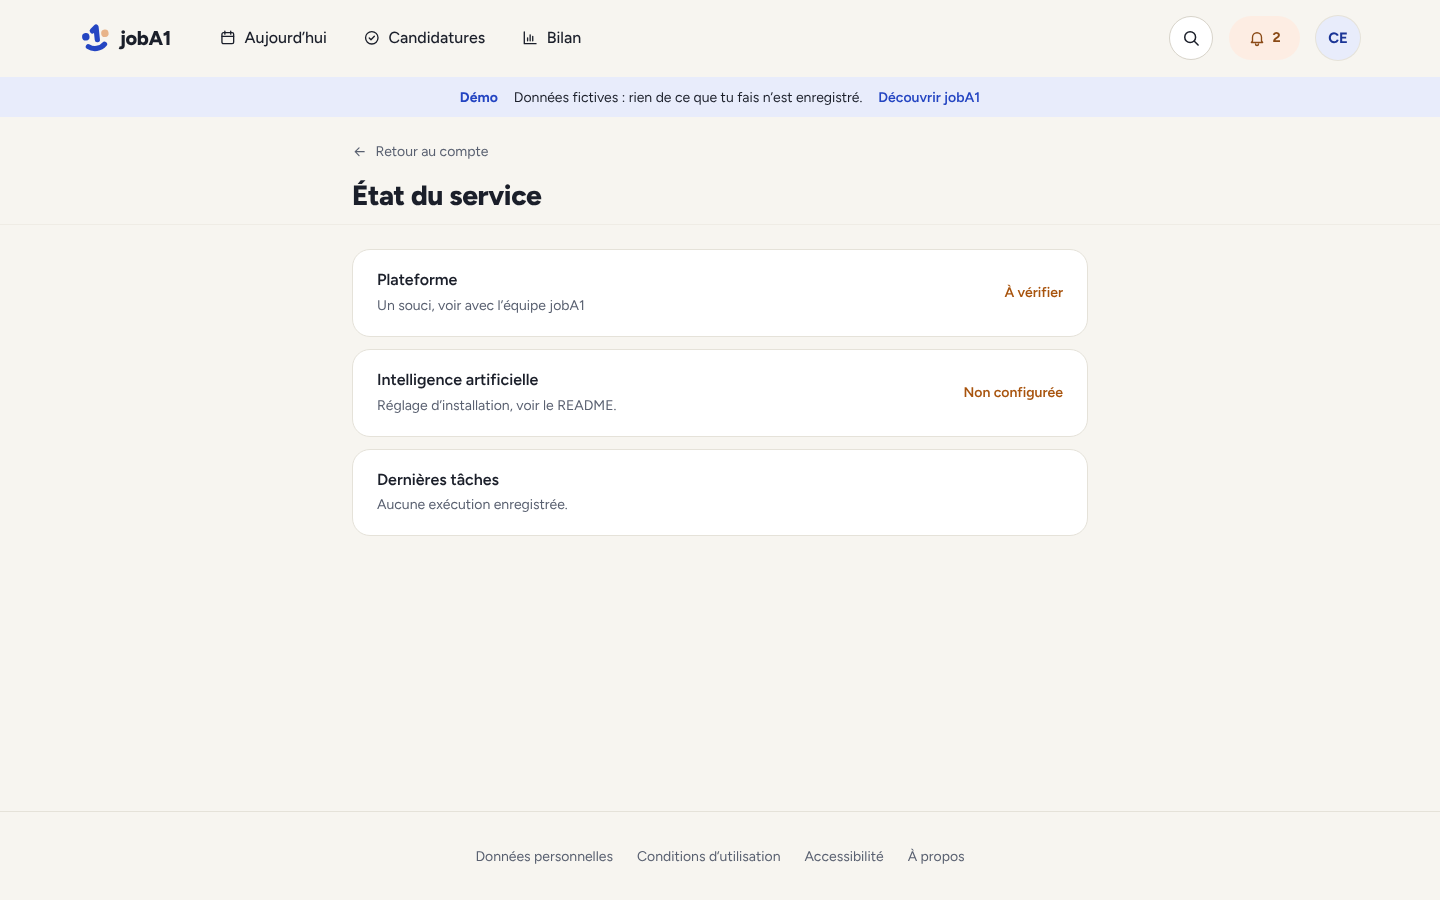 jobA1
Aujourd’hui
Candidatures
Bilan
2
CE
Démo Données fictives : rien de ce que tu fais n’est enregistré. Découvrir jobA1
← Retour au compte
État du service
Plateforme
Un souci, voir avec l’équipe jobA1
À vérifier
Intelligence artificielle
Réglage d’installation, voir le README.
Non configurée
Dernières tâches
Aucune exécution enregistrée.
Données personnelles Conditions d’utilisation Accessibilité À propos